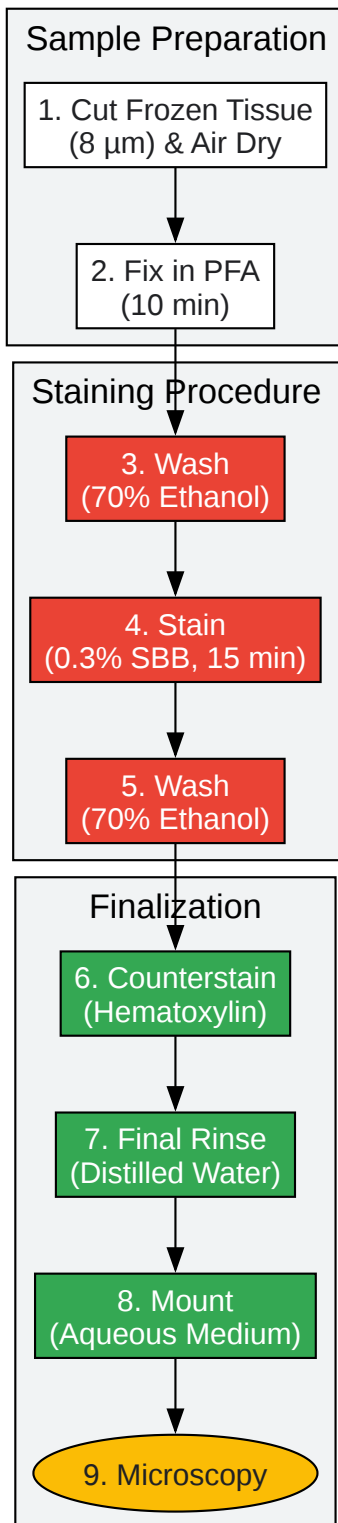 Sample Preparation
1. Cut Frozen Tissue
(8 µm) & Air Dry
2. Fix in PFA
(10 min)
Staining Procedure
3. Wash
(70% Ethanol)
4. Stain
(0.3% SBB, 15 min)
5. Wash
(70% Ethanol)
Finalization
6. Counterstain
(Hematoxylin)
7. Final Rinse
(Distilled Water)
8. Mount
(Aqueous Medium)
9. Microscopy